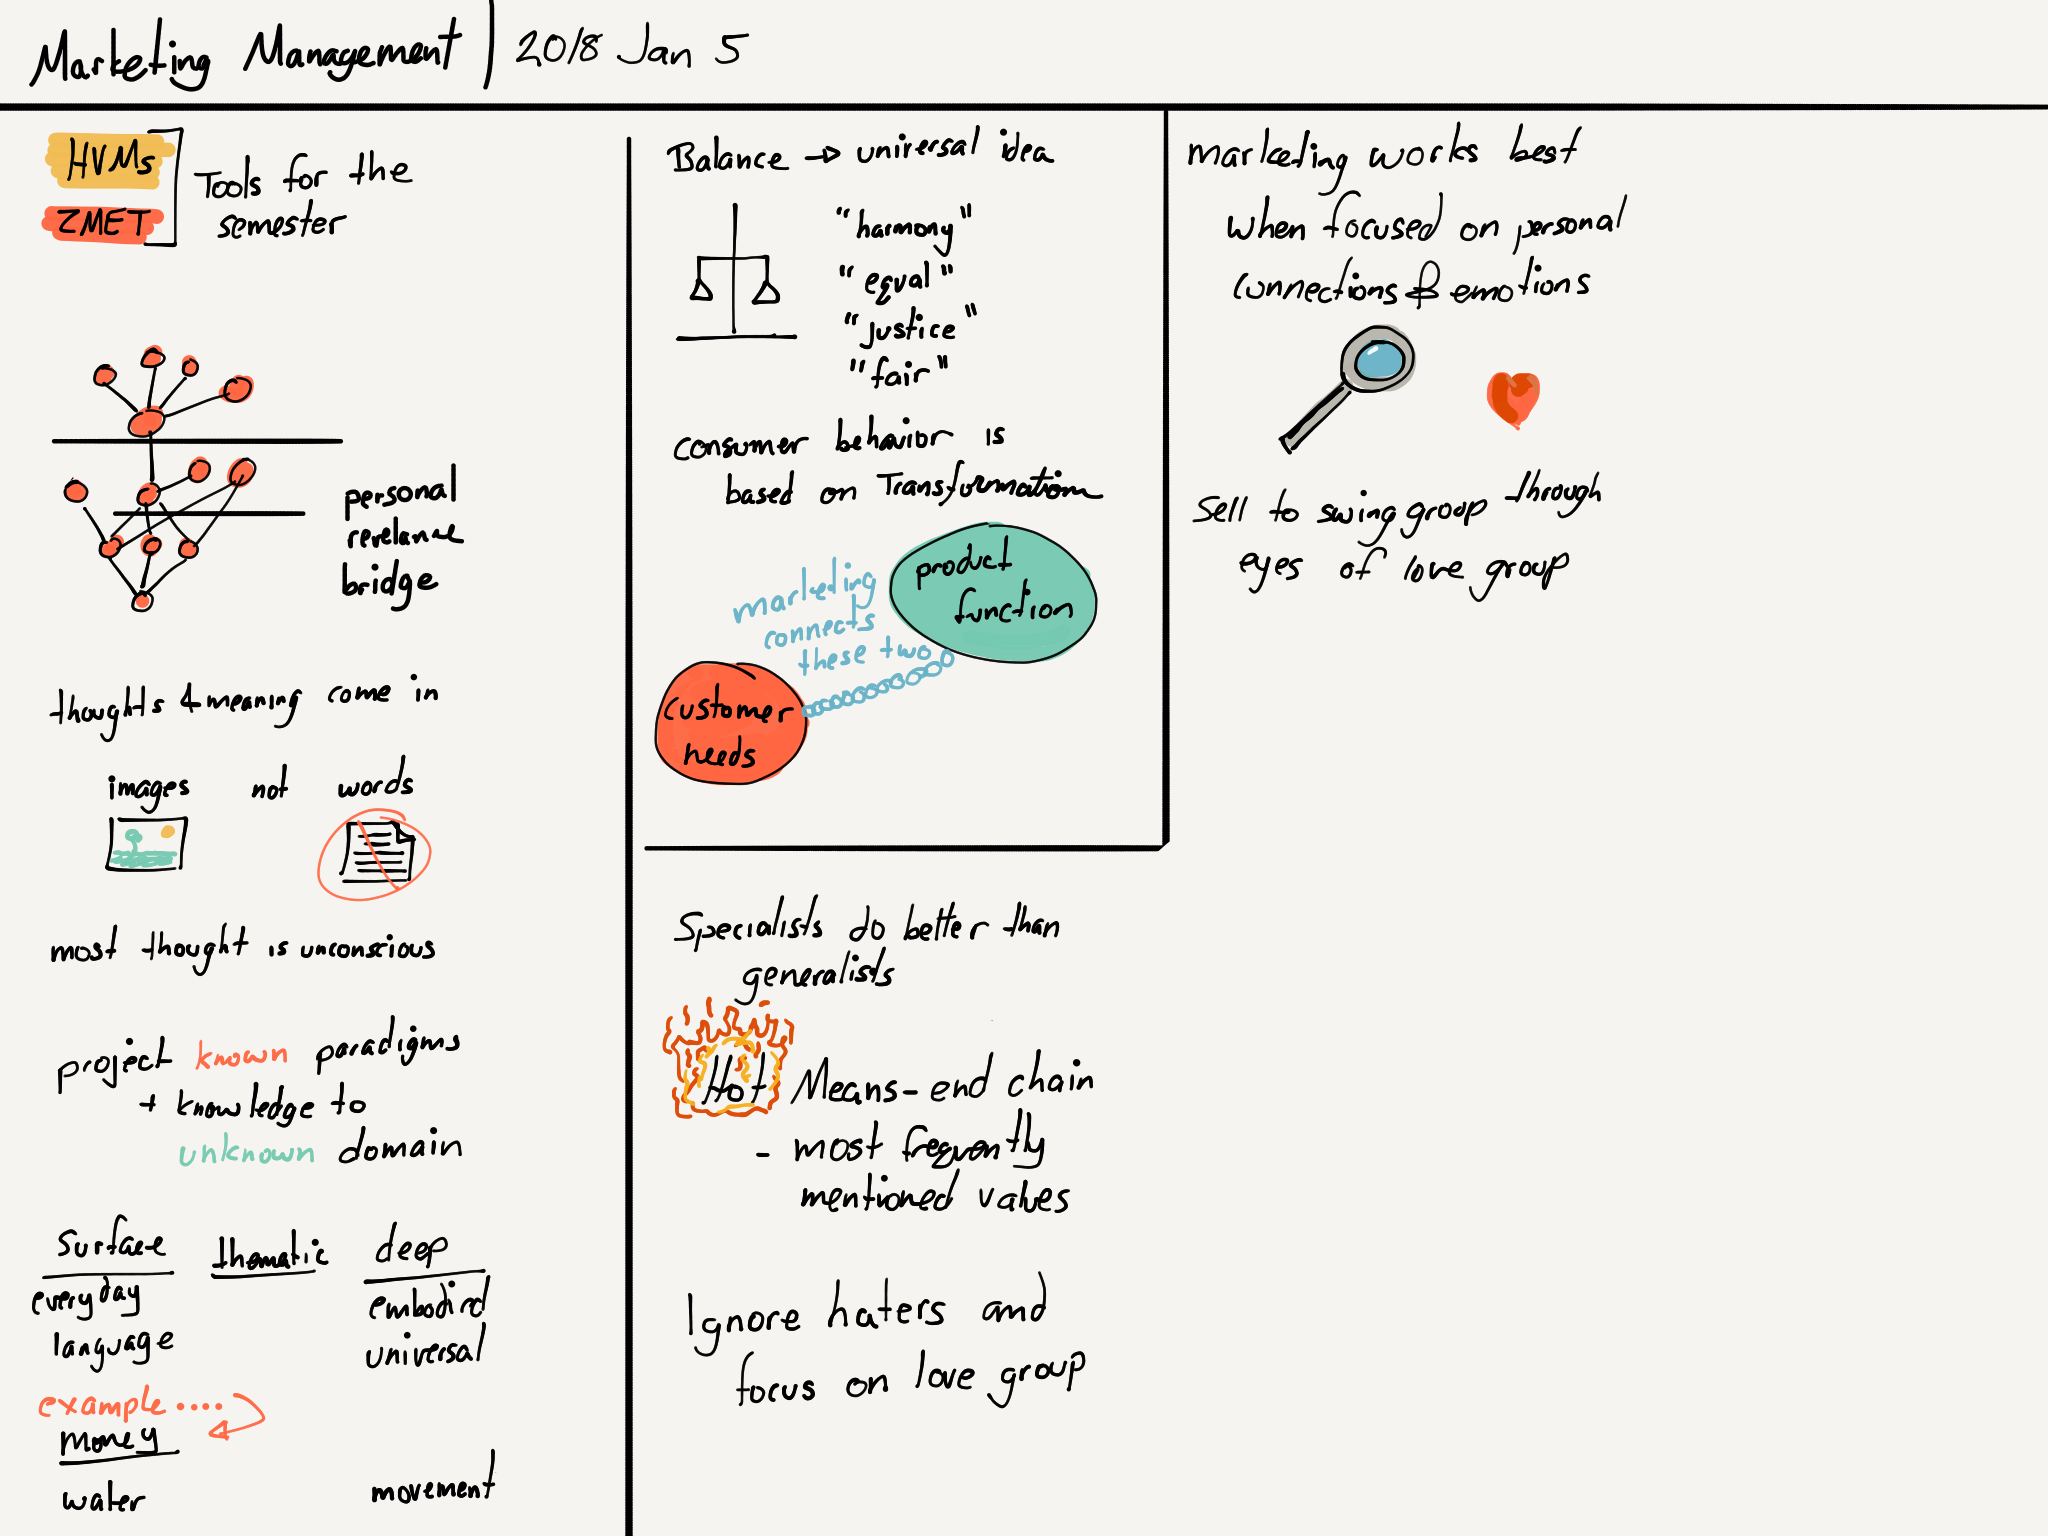 Marketing Management
2018 Jan 5
HVMs
ZMET
Tools for the
semester
personal
revelance
bridge
thoughts & meaning come in
images not words
most thought is unconscious
project known paradigms
+ knowledge to
unknown domain
Surface thematic deep
everyday
language
embodied
universal
example ....
money
water
movement
Balance → universal idea
"harmony"
"equal"
"justice"
"fair"
consumer behavior is
based on Transformation
product
function
marketing
connects
these two
customer
needs
Specialists do better than
generalists
Hot Means-end chain
- most frequently
mentioned values
Ignore haters and
focus on love group
marketing works best
when focused on personal
connections & emotions
Sell to swing group through
eyes of love group